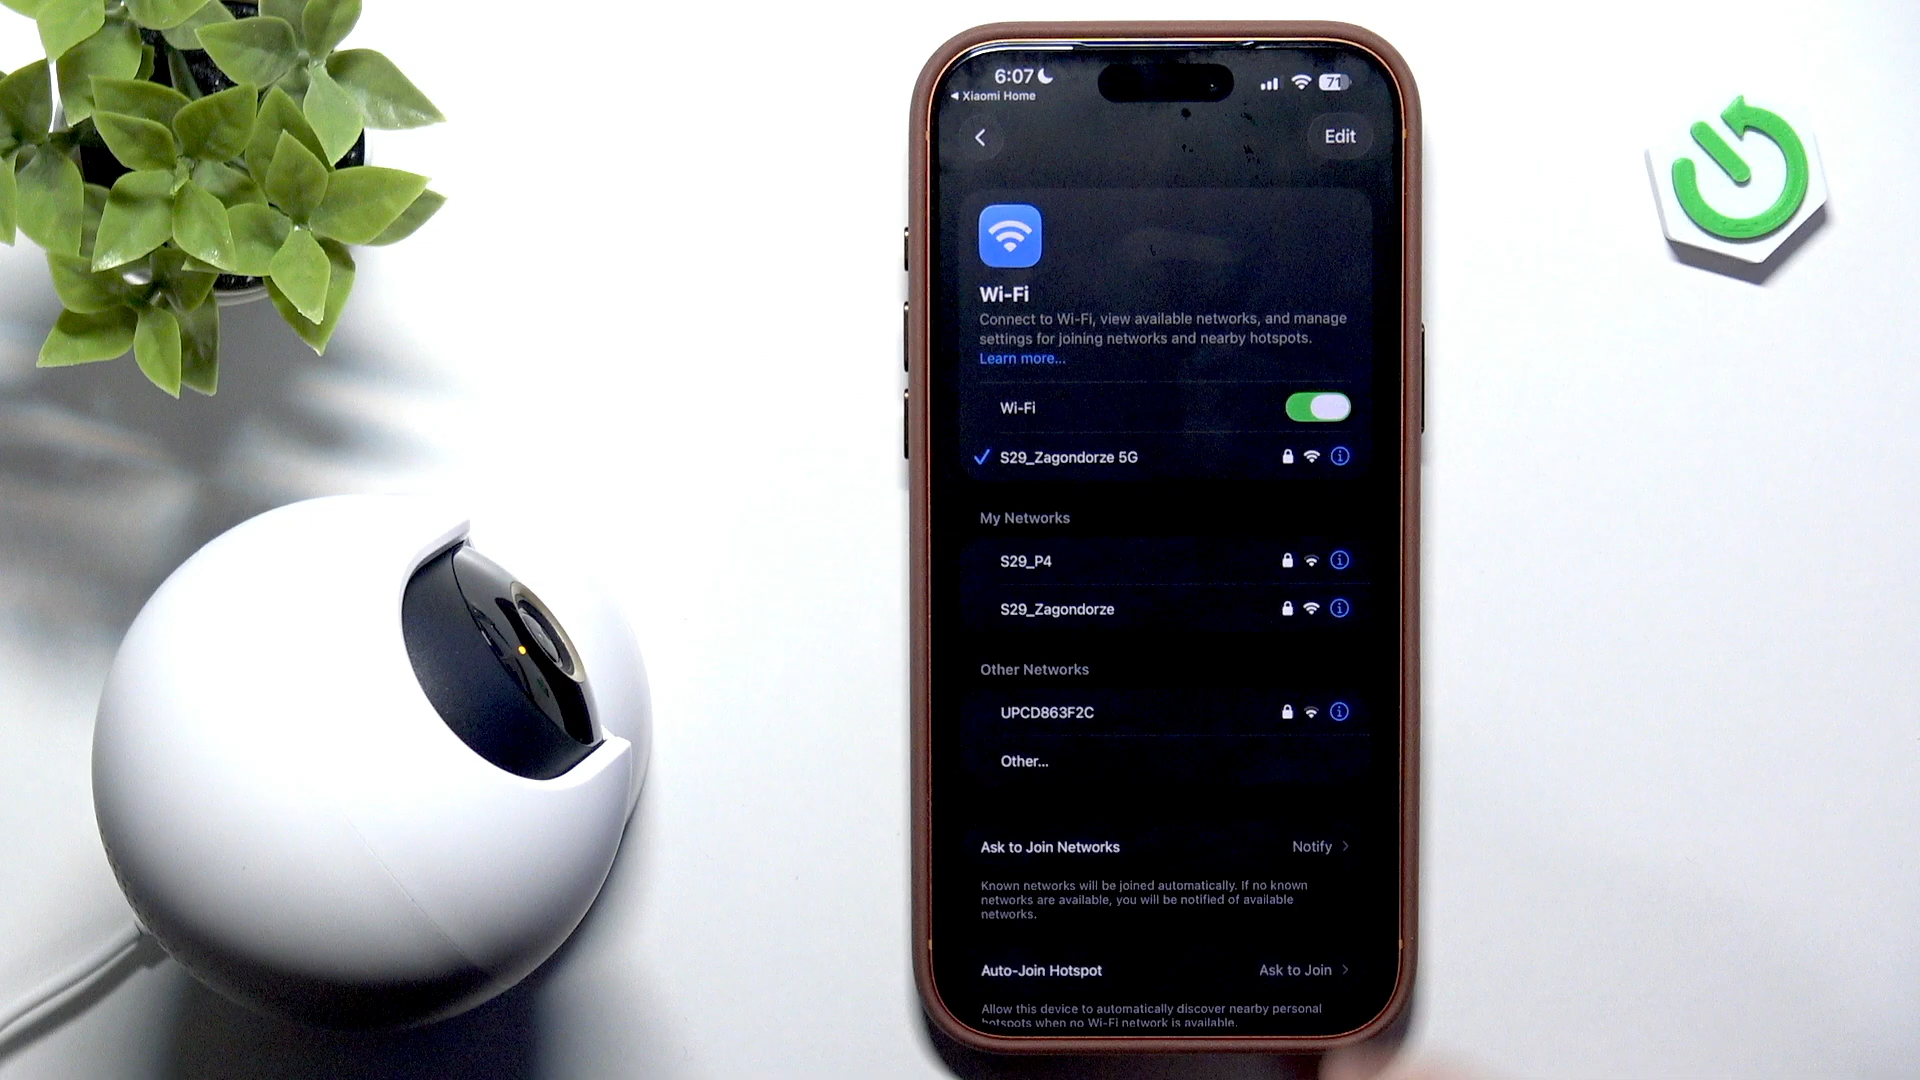 6:07
71
Xiaomi Home
Edit
Wi-Fi
Connect to Wi-Fi, view available networks, and manage
settings for joining networks and nearby hotspots.
Learn more...
Wi-Fi
S29_Zagondorze 5G
My Networks
S29_P4
S29_Zagondorze
Other Networks
UPCD863F2C
Other...
Ask to Join Networks Notify
Known networks will be joined automatically. If no known
networks are available, you will be notified of available
networks.
Auto-Join Hotspot Ask to Join
Allow this device to automatically discover nearby personal
hotspots when no Wi-Fi network is available.